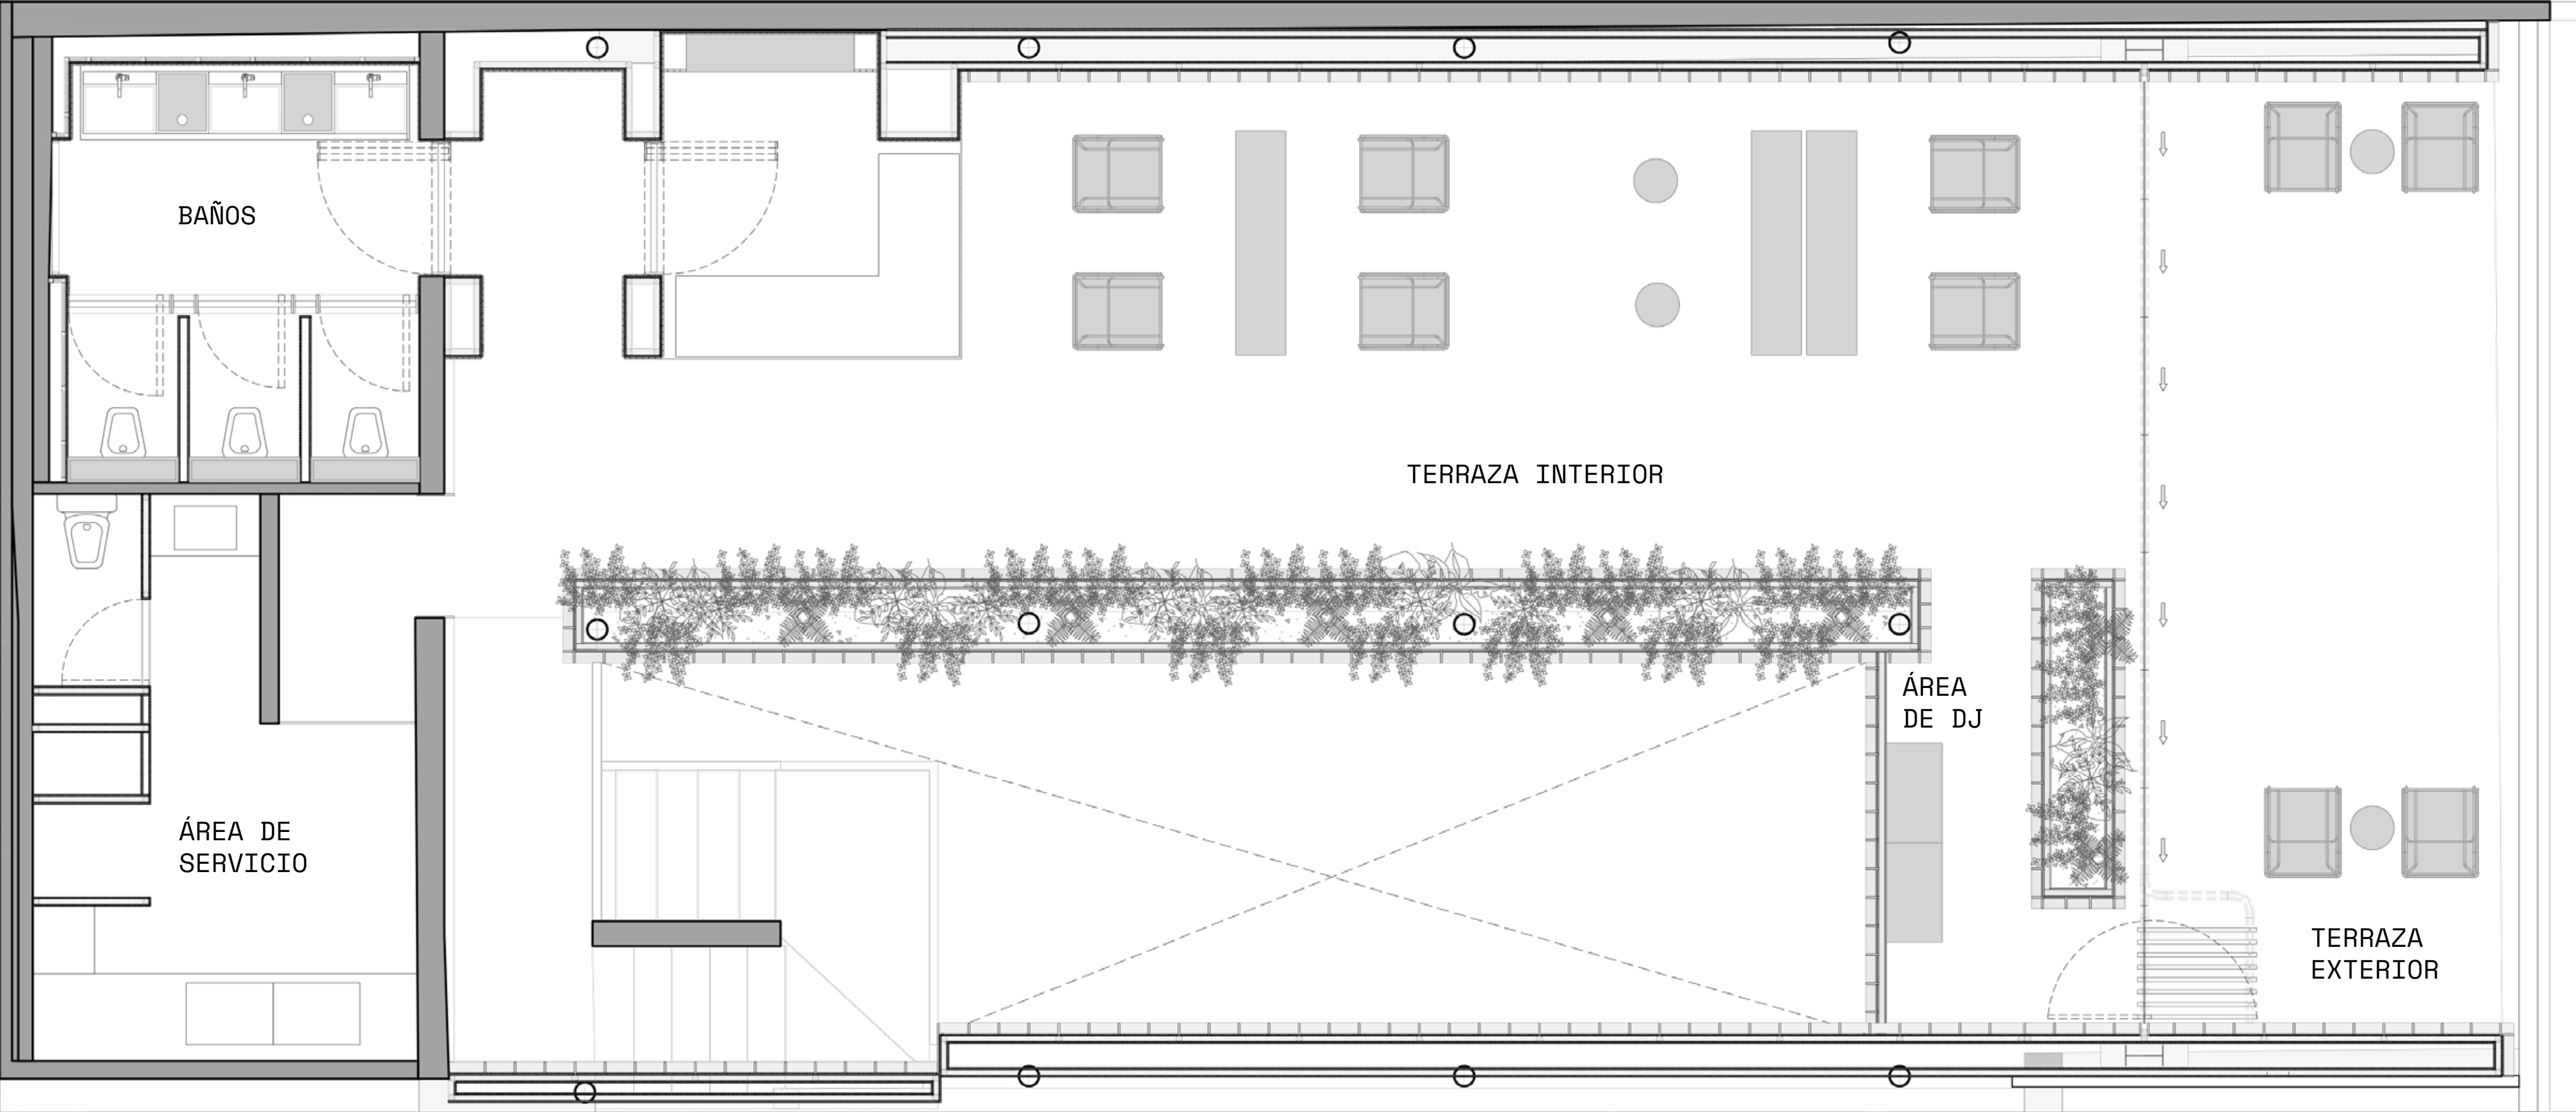 BAÑOS
TERRAZA INTERIOR
ÁREA
DE DJ
ÁREA DE
SERVICIO
TERRAZA
EXTERIOR